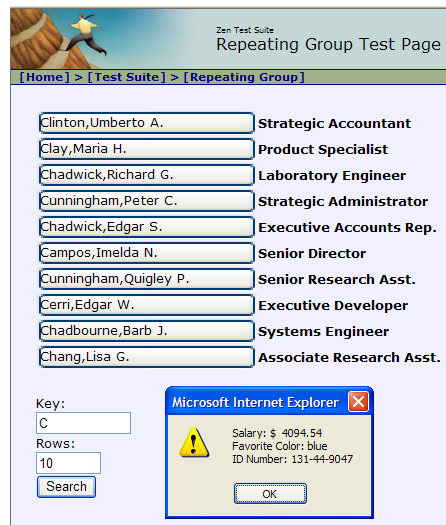 Zen Test Suite
Repeating Group Test Page
[Home] > [Test Suite] > [Repeating Group]
Clinton,Umberto A. Strategic Accountant
Clay,Maria H. Product Specialist
Chadwick,Richard G. Laboratory Engineer
Cunningham,Peter C. Strategic Administrator
Chadwick,Edgar S. Executive Accounts Rep.
Campos,Imelda N. Senior Director
Cunningham,Quigley P. Senior Research Asst.
Cerri,Edgar W. Executive Developer
Chadbourne,Barb J. Systems Engineer
Chang,Lisa G. Associate Research Asst.
Key:
C
Rows:
10
Search
Microsoft Internet Explorer
Salary: $ 4094.54
Favorite Color: blue
ID Number: 131-44-9047
OK